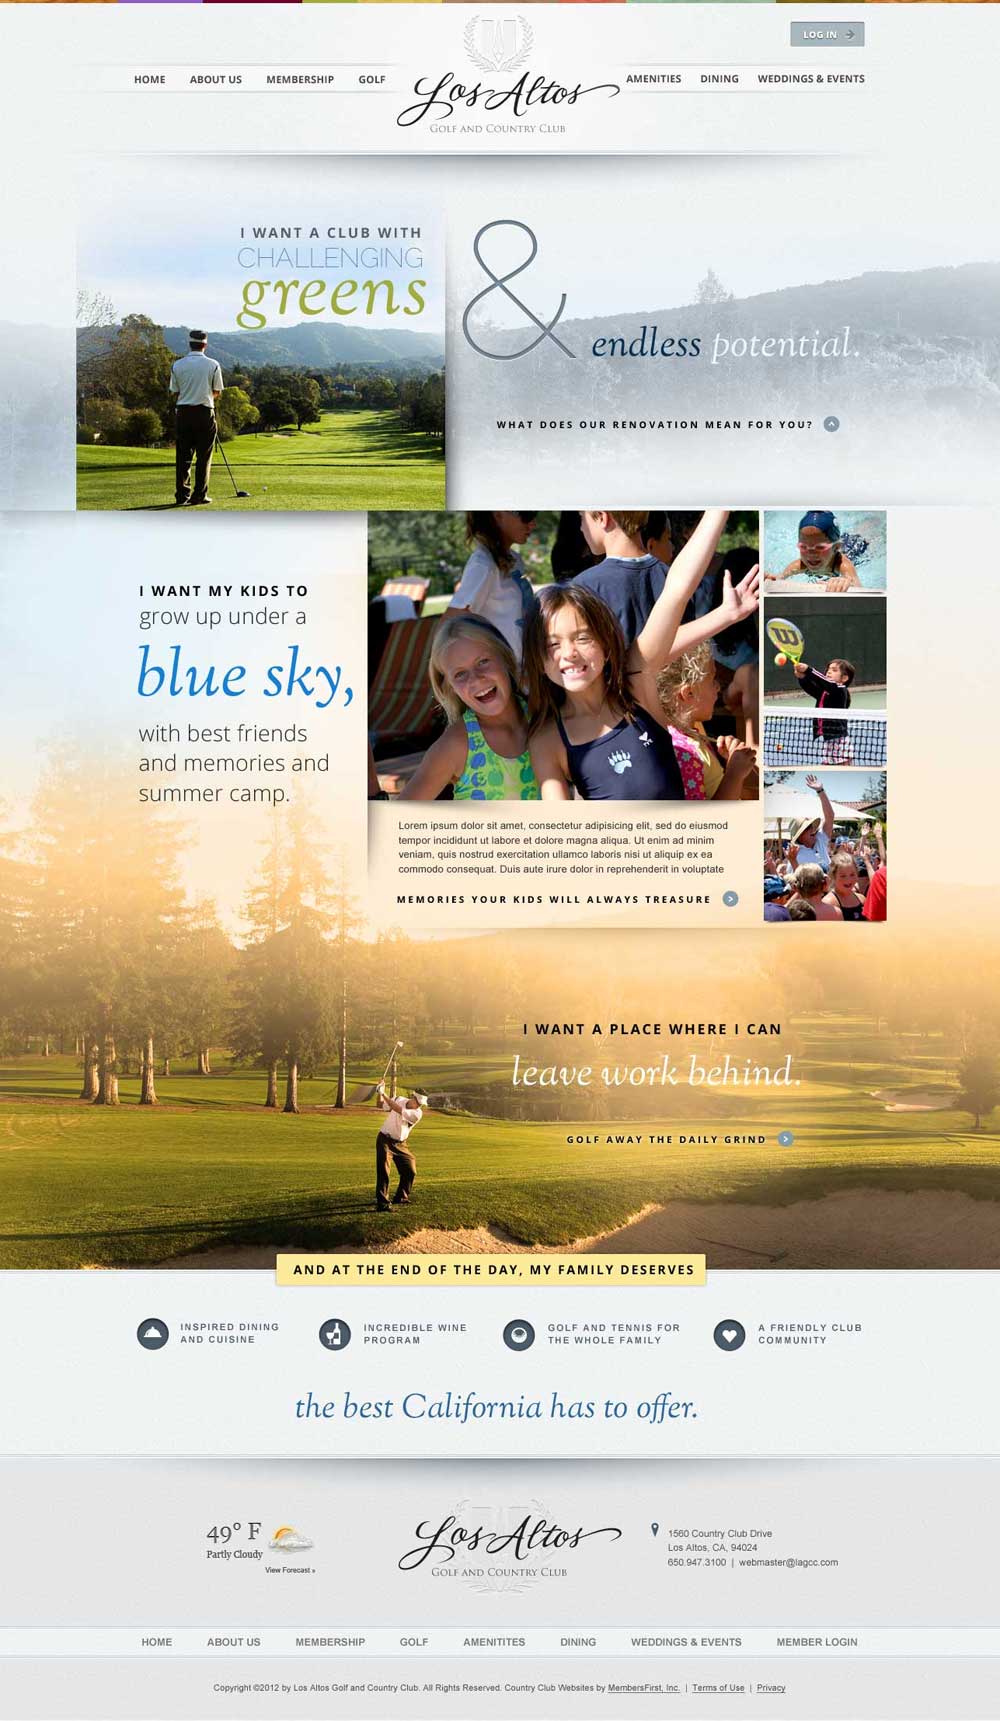 LOG IN
HOME ABOUT US MEMBERSHIP GOLF AMENITIES DINING WEDDINGS & EVENTS
Los Altos
GOLF AND COUNTRY CLUB
I WANT A CLUB WITH
CHALLENGING
greens
&
endless potential.
WHAT DOES OUR RENOVATION MEAN FOR YOU?
I WANT MY KIDS TO
grow up under a
blue sky,
with best friends
and memories and
summer camp.
W
Lorem ipsum dolor sit amet, consectetur adipisicing elit, sed do eiusmod
tempor incididunt ut labore et dolore magna aliqua. Ut enim ad minim
veniam, quis nostrud exercitation ullamco laboris nisi ut aliquip ex ea
commodo consequat. Duis aute irure dolor in reprehenderit in voluptate
MEMORIES YOUR KIDS WILL ALWAYS TREASURE
I WANT A PLACE WHERE I CAN
leave work behind.
GOLF AWAY THE DAILY GRIND
AND AT THE END OF THE DAY, MY FAMILY DESERVES
INSPIRED DINING
AND CUISINE
INCREDIBLE WINE
PROGRAM
GOLF AND TENNIS FOR
THE WHOLE FAMILY
A FRIENDLY CLUB
COMMUNITY
the best California has to offer.
49° F
Partly Cloudy
View Forecast »
Los Altos
GOLF AND COUNTRY CLUB
1560 Country Club Drive
Los Altos, CA, 94024
650.947.3100 | webmaster@lagcc.com
HOME ABOUT US MEMBERSHIP GOLF AMENITITES DINING WEDDINGS & EVENTS MEMBER LOGIN
Copyright ©2012 by Los Altos Golf and Country Club. All Rights Reserved. Country Club Websites by MembersFirst, Inc. | Terms of Use | Privacy